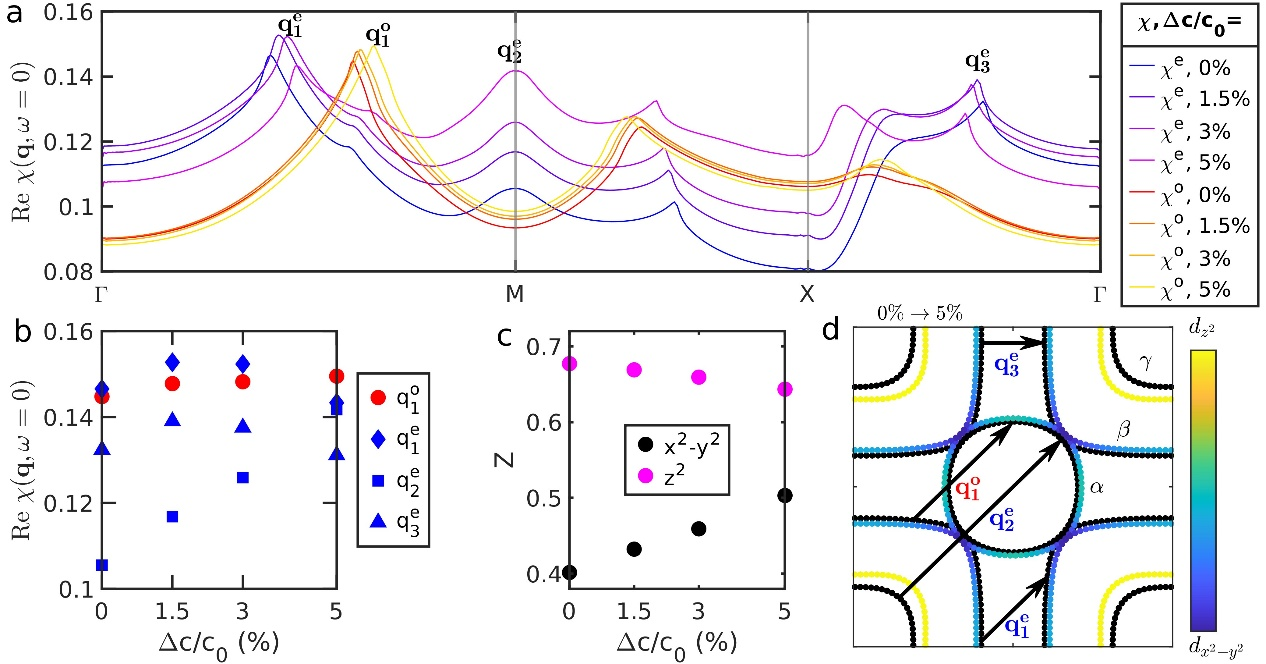 a
0.16
0.14
0.12
0.1
0.08
Re χ(q, ω = 0)
q₁ᵉ
q₁ᵒ
q₂ᵉ
q₃ᵉ
Γ
M
X
Γ
χ, Δc/c₀=
χᵉ, 0%
χᵉ, 1.5%
χᵉ, 3%
χᵉ, 5%
χᵒ, 0%
χᵒ, 1.5%
χᵒ, 3%
χᵒ, 5%
b
0.16
0.14
0.12
0.1
Re χ(q, ω = 0)
0
1.5
3
5
Δc/c₀ (%)
q₁ᵒ
q₁ᵉ
q₂ᵉ
q₃ᵉ
c
0.7
0.6
0.5
0.4
Z
0
1.5
3
5
Δc/c₀ (%)
x²-y²
z²
d
0% → 5%
q₃ᵉ
γ
β
q₁ᵒ
α
q₂ᵉ
q₁ᵉ
d_z²
d_x²−y²